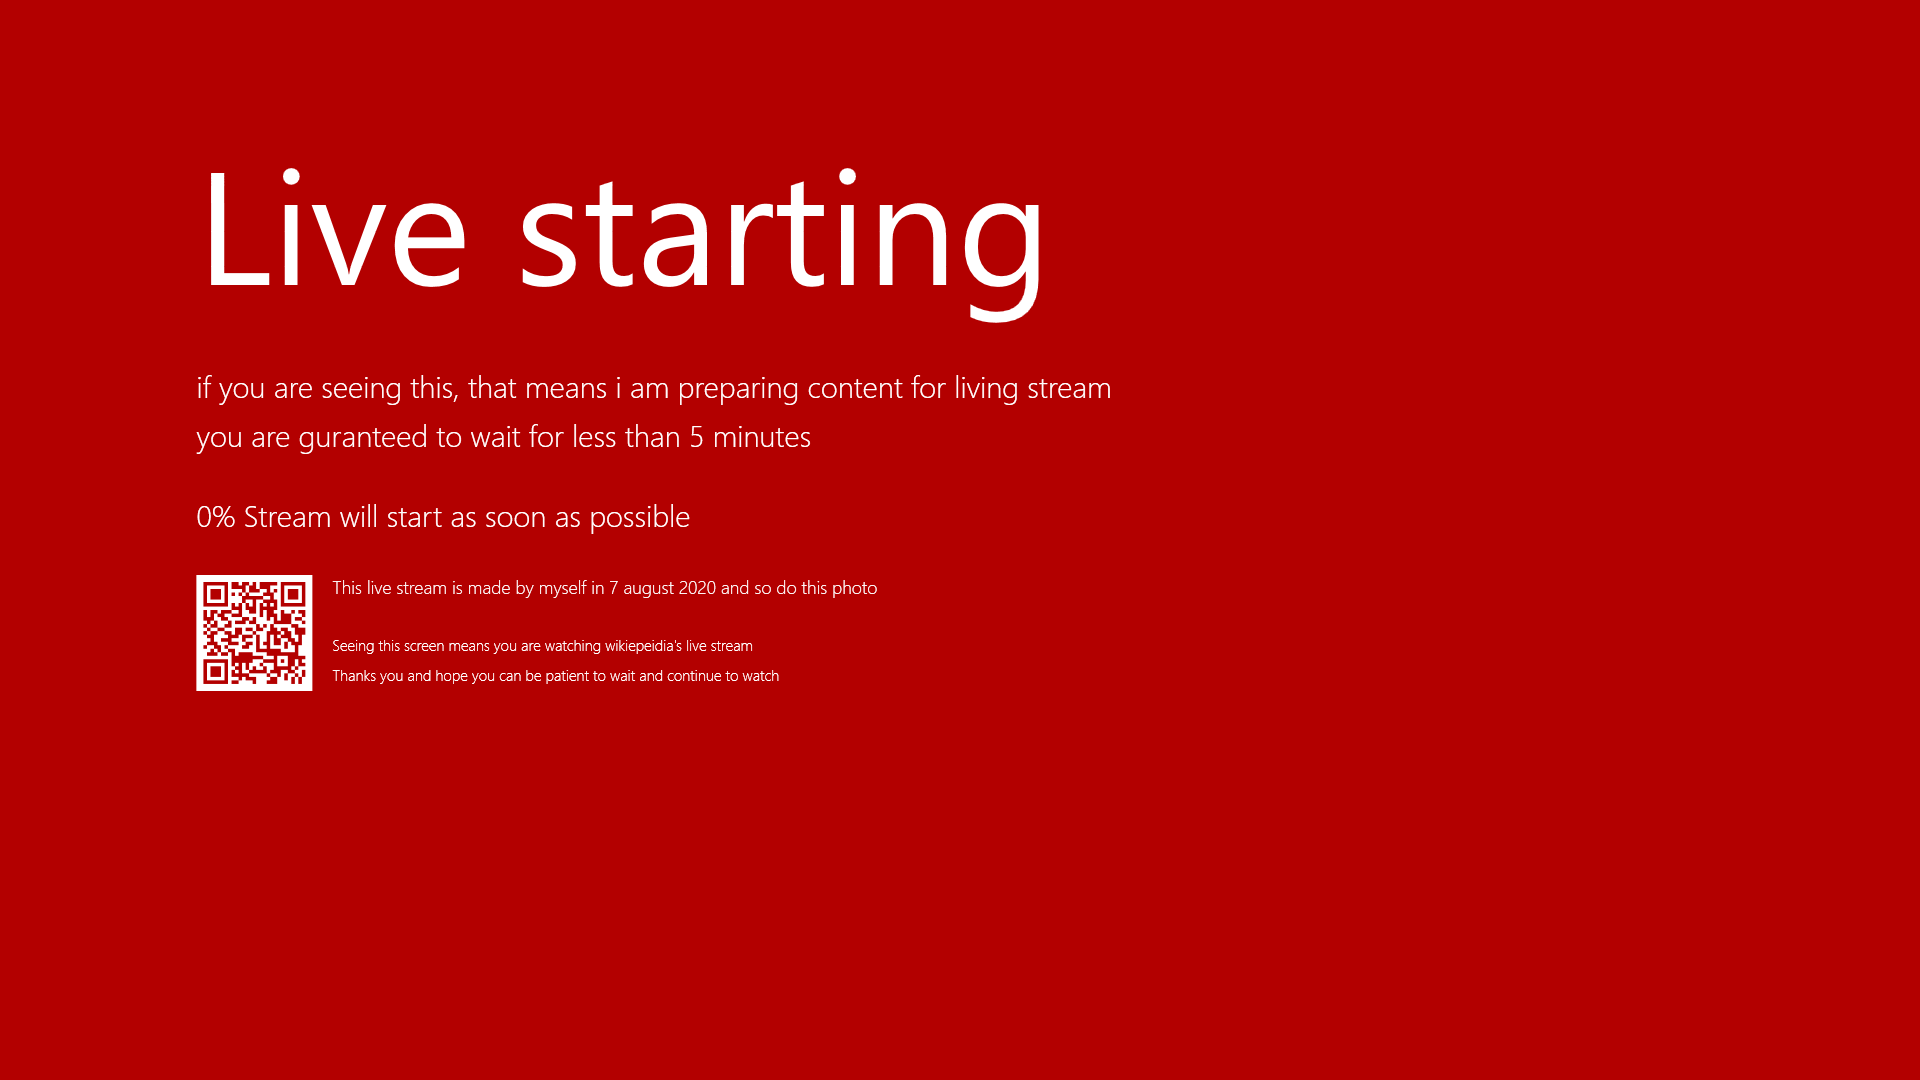 Live starting
if you are seeing this, that means i am preparing content for living stream
you are guranteed to wait for less than 5 minutes
0% Stream will start as soon as possible
This live stream is made by myself in 7 august 2020 and so do this photo
Seeing this screen means you are watching wikiepeidia's live stream
Thanks you and hope you can be patient to wait and continue to watch